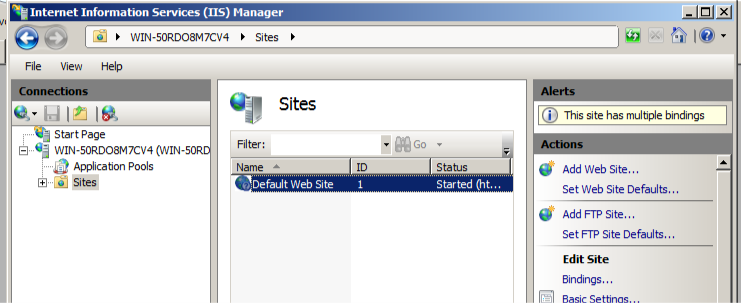 Internet Information Services (IIS) Manager
WIN-50RDO8M7CV4 Sites
File View Help
Connections
Start Page
WIN-50RDO8M7CV4 (WIN-50RD
Application Pools
Sites
Sites
Filter: Go
Name ID Status
Default Web Site 1 Started (ht...
Alerts
This site has multiple bindings
Actions
Add Web Site...
Set Web Site Defaults...
Add FTP Site...
Set FTP Site Defaults...
Edit Site
Bindings...
Basic Settings...